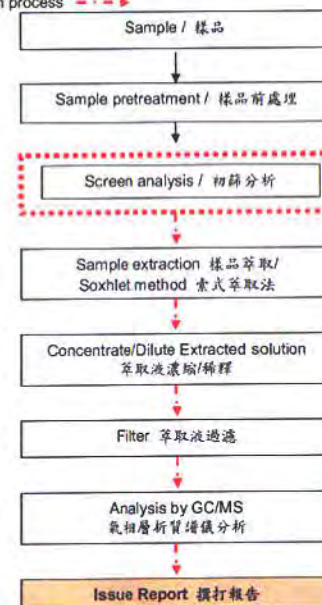 n process
Sample / 樣品
Sample pretreatment / 樣品前處理
Screen analysis / 初篩分析
Sample extraction 樣品萃取/
Soxhlet method 索式萃取法
Concentrate/Dilute Extracted solution
萃取液濃縮/稀釋
Filter 萃取液過濾
Analysis by GC/MS
氣相層析質譜儀分析
Issue Report 撰打報告